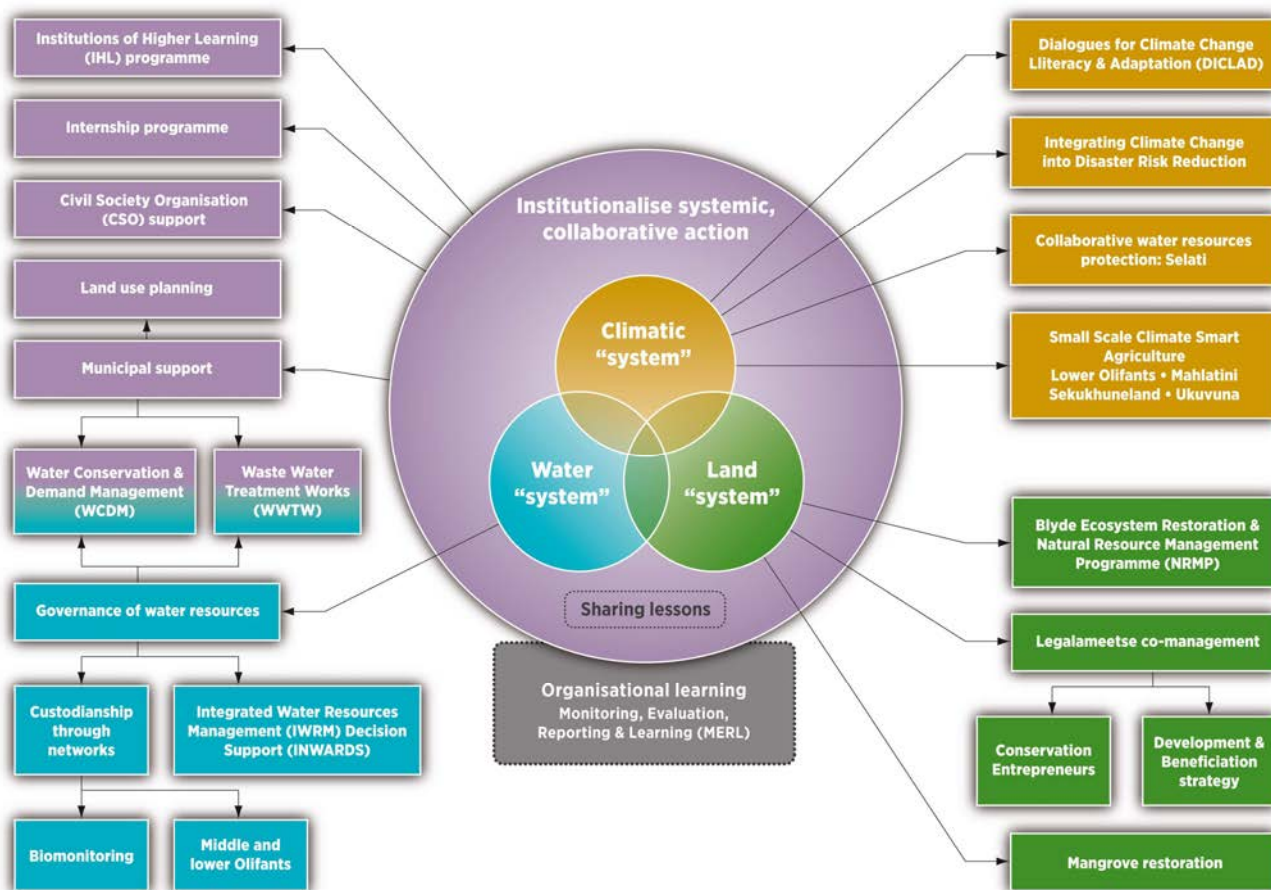 Institutions of Higher Learning
(IHL) programme
Internship programme
Civil Society Organisation
(CSO) support
Land use planning
Municipal support
Water Conservation &
Demand Management
(WCDM)
Waste Water
Treatment Works
(WWTW)
Governance of water resources
Custodianship
through
networks
Integrated Water Resources
Management (IWRM) Decision
Support (INWARDS)
Biomonitoring
Middle and
lower Olifants
Institutionalise systemic,
collaborative action
Climatic
“system”
Water
“system”
Land
“system”
Sharing lessons
Organisational learning
Monitoring, Evaluation,
Reporting & Learning (MERL)
Dialogues for Climate Change
Lliteracy & Adaptation (DICLAD)
Integrating Climate Change
into Disaster Risk Reduction
Collaborative water resources
protection: Selati
Small Scale Climate Smart
Agriculture
Lower Olifants • Mahlatini
Sekukhuneland • Ukuvuna
Blyde Ecosystem Restoration &
Natural Resource Management
Programme (NRMP)
Legalameetse co-management
Conservation
Entrepreneurs
Development &
Beneficiation
strategy
Mangrove restoration